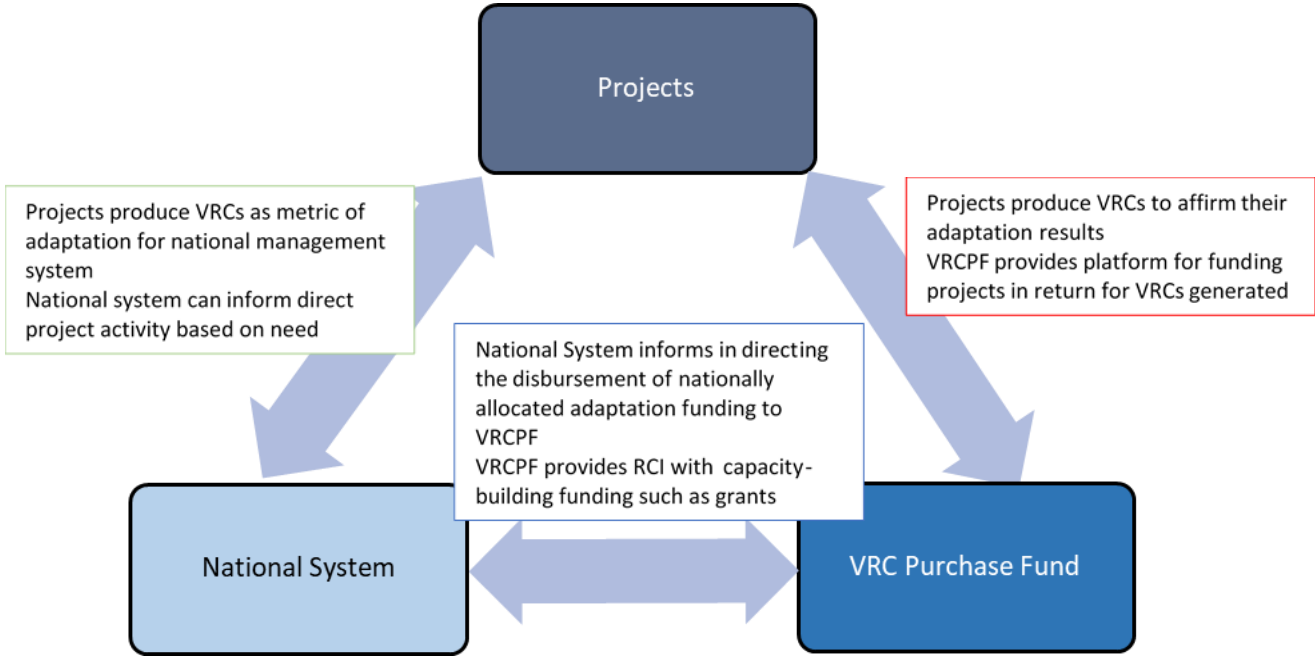 Projects
Projects produce VRCs as metric of
adaptation for national management
system
National system can inform direct
project activity based on need
Projects produce VRCs to affirm their
adaptation results
VRCPF provides platform for funding
projects in return for VRCs generated
National System informs in directing
the disbursement of nationally
allocated adaptation funding to
VRCPF
VRCPF provides RCI with capacity-
building funding such as grants
National System
VRC Purchase Fund